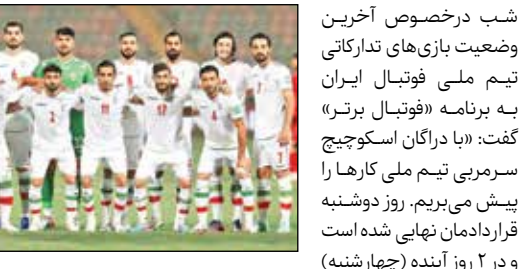 شب درخصوص آخرین
وضعیت بازی‌های تدارکاتی
تیم ملی فوتبال ایران
به برنامه «فوتبال برتر»
گفت: «با دراگان اسکوچیچ
سرمربی تیم ملی کارها را
پیش می‌بریم. روز دوشنبه
قراردادمان نهایی شده است
و در ۲ روز آینده (چهارشنبه)